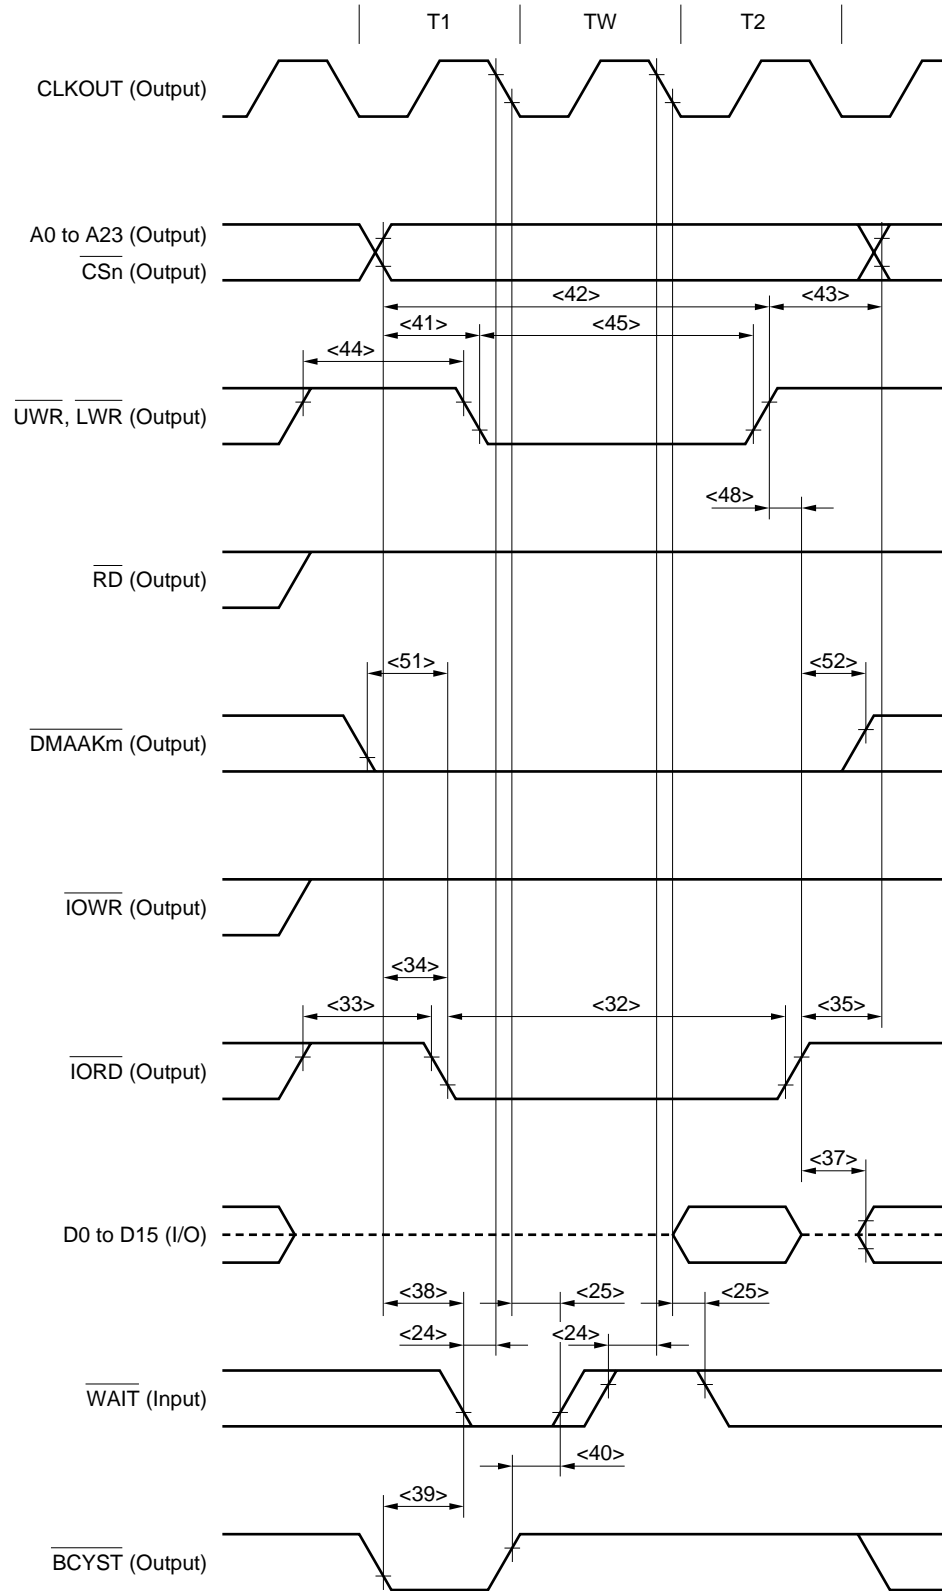 T1 TW T2
CLKOUT (Output)
A0 to A23 (Output)
CSn (Output)
<42> <43>
<41> <45>
<44>
UWR, LWR (Output)
<48>
RD (Output)
<51> <52>
DMAAKm (Output)
IOWR (Output)
<34>
<33> <32> <35>
IORD (Output)
<37>
D0 to D15 (I/O)
<38> <25> <25>
<24> <24>
WAIT (Input)
<40>
<39>
BCYST (Output)